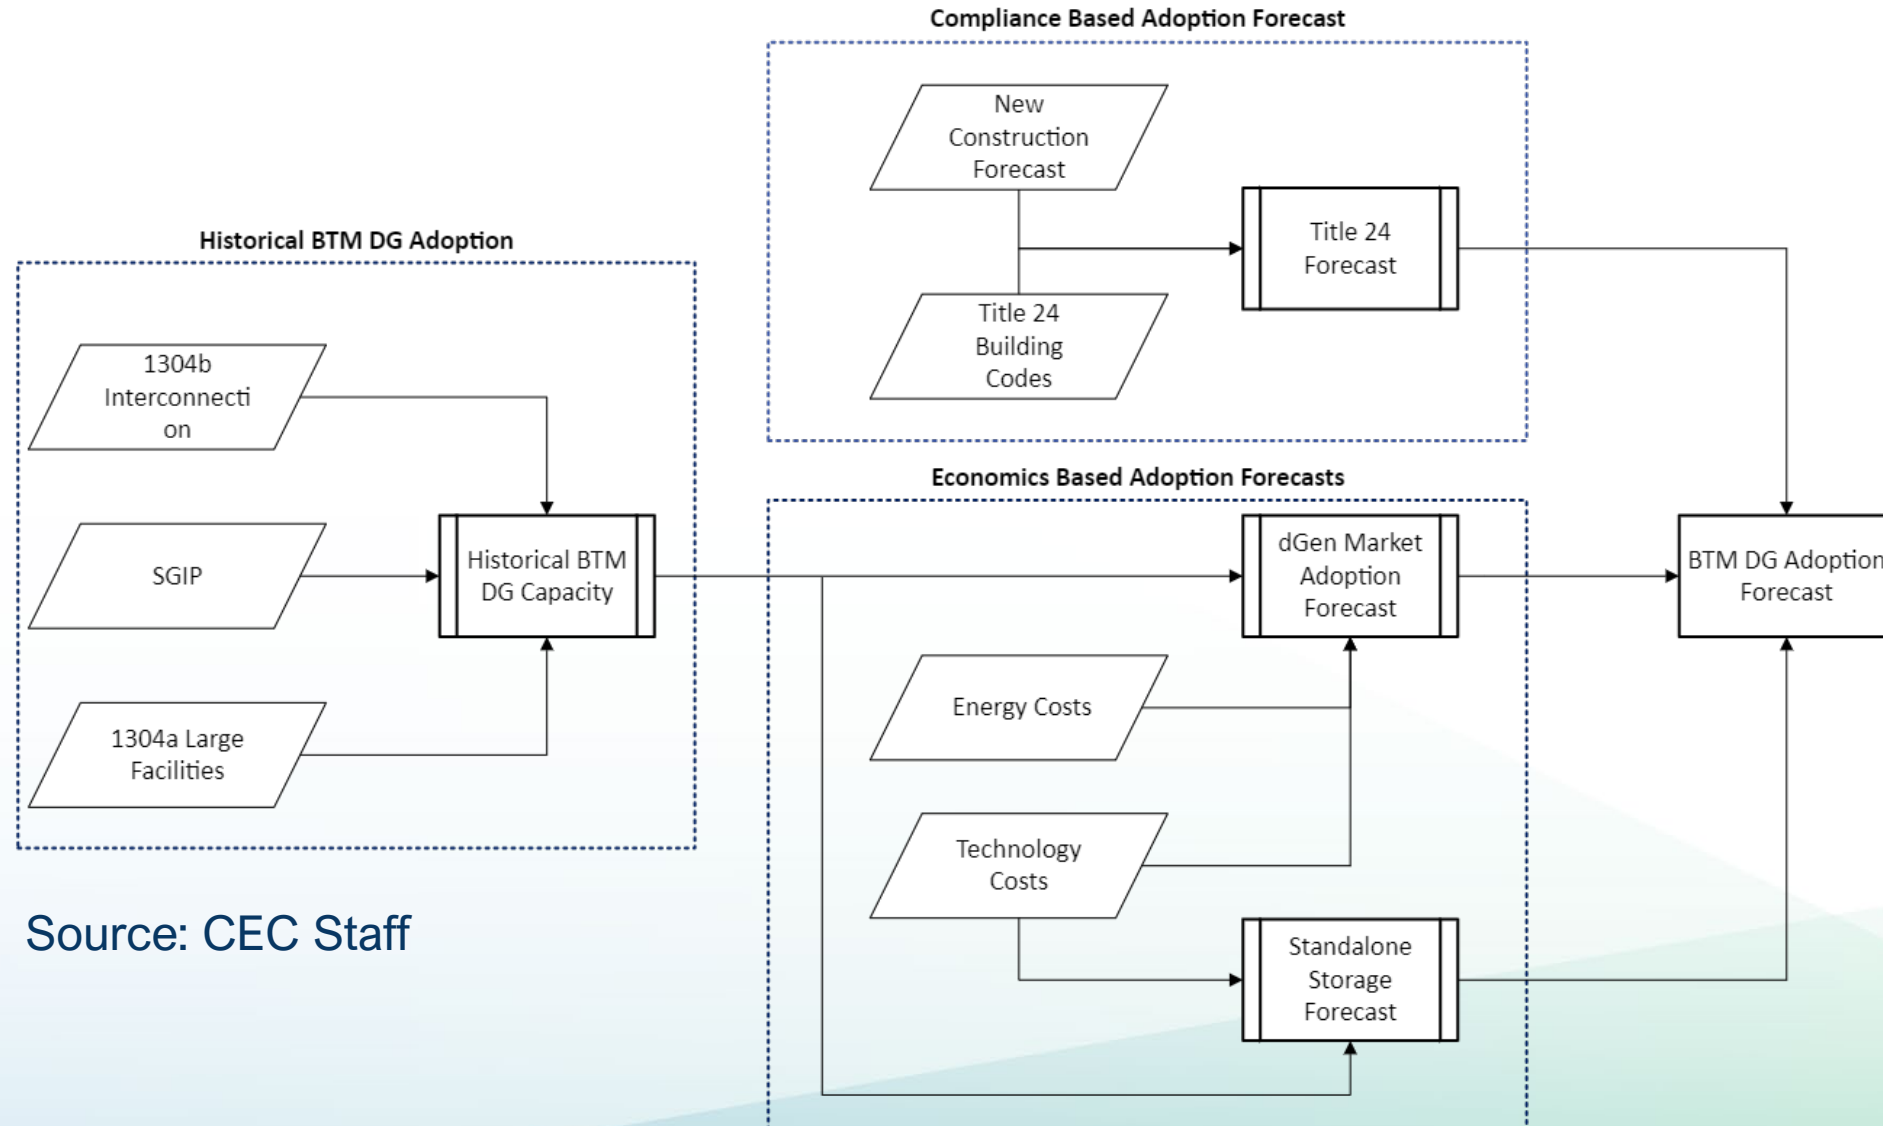 Compliance Based Adoption Forecast
New
Construction
Forecast
Title 24
Forecast
Title 24
Building
Codes
Historical BTM DG Adoption
1304b
Interconnecti
on
SGIP
1304a Large
Facilities
Historical BTM
DG Capacity
Economics Based Adoption Forecasts
dGen Market
Adoption
Forecast
Energy Costs
Technology
Costs
Standalone
Storage
Forecast
BTM DG Adoption
Forecast
Source: CEC Staff